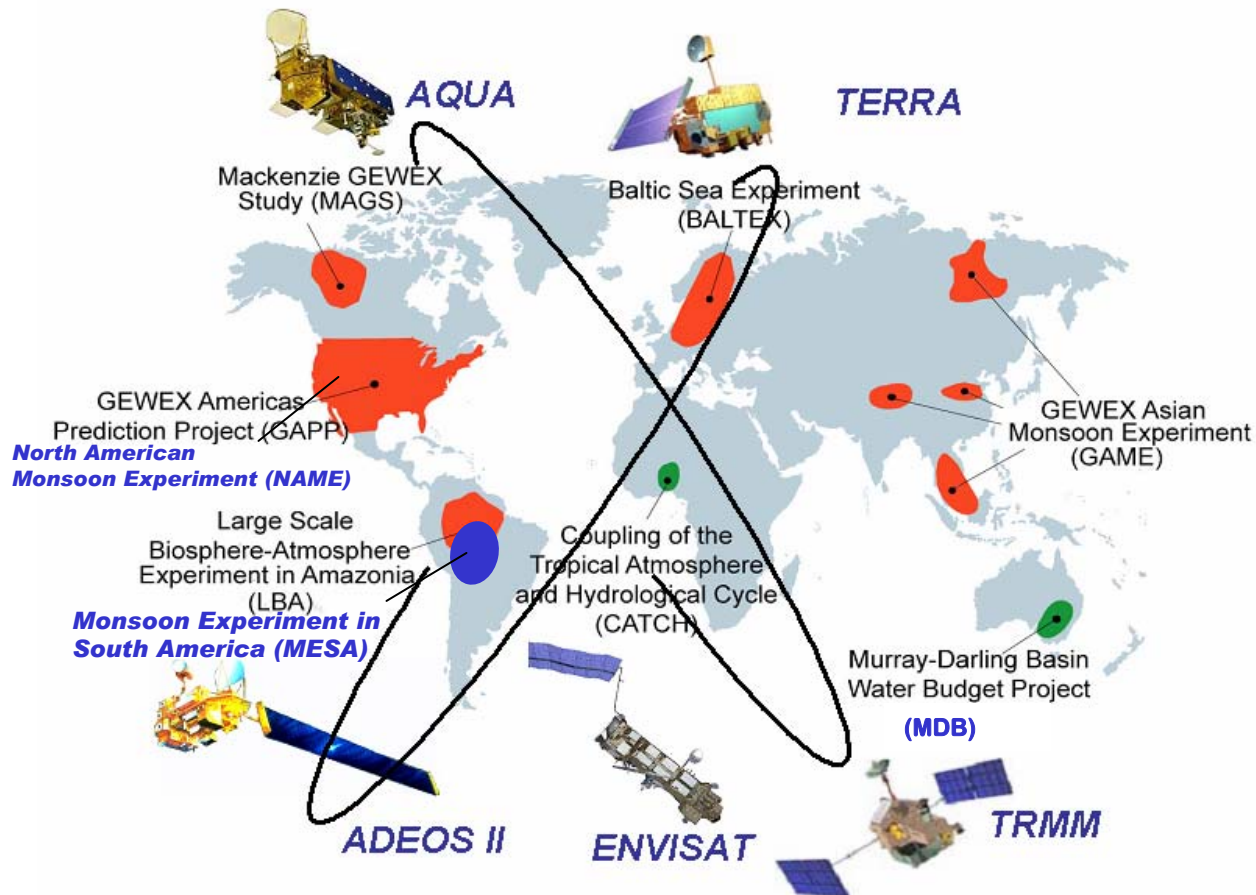 AQUA
TERRA
Mackenzie GEWEX
Study (MAGS)
Baltic Sea Experiment
(BALTEX)
GEWEX Americas
Prediction Project (GAPP)
North American
Monsoon Experiment (NAME)
GEWEX Asian
Monsoon Experiment
(GAME)
Large Scale
Biosphere-Atmosphere
Experiment in Amazonia
(LBA)
Monsoon Experiment in
South America (MESA)
Coupling of the
Tropical Atmosphere
and Hydrological Cycle
(CATCH)
Murray-Darling Basin
Water Budget Project
(MDB)
ADEOS II
ENVISAT
TRMM